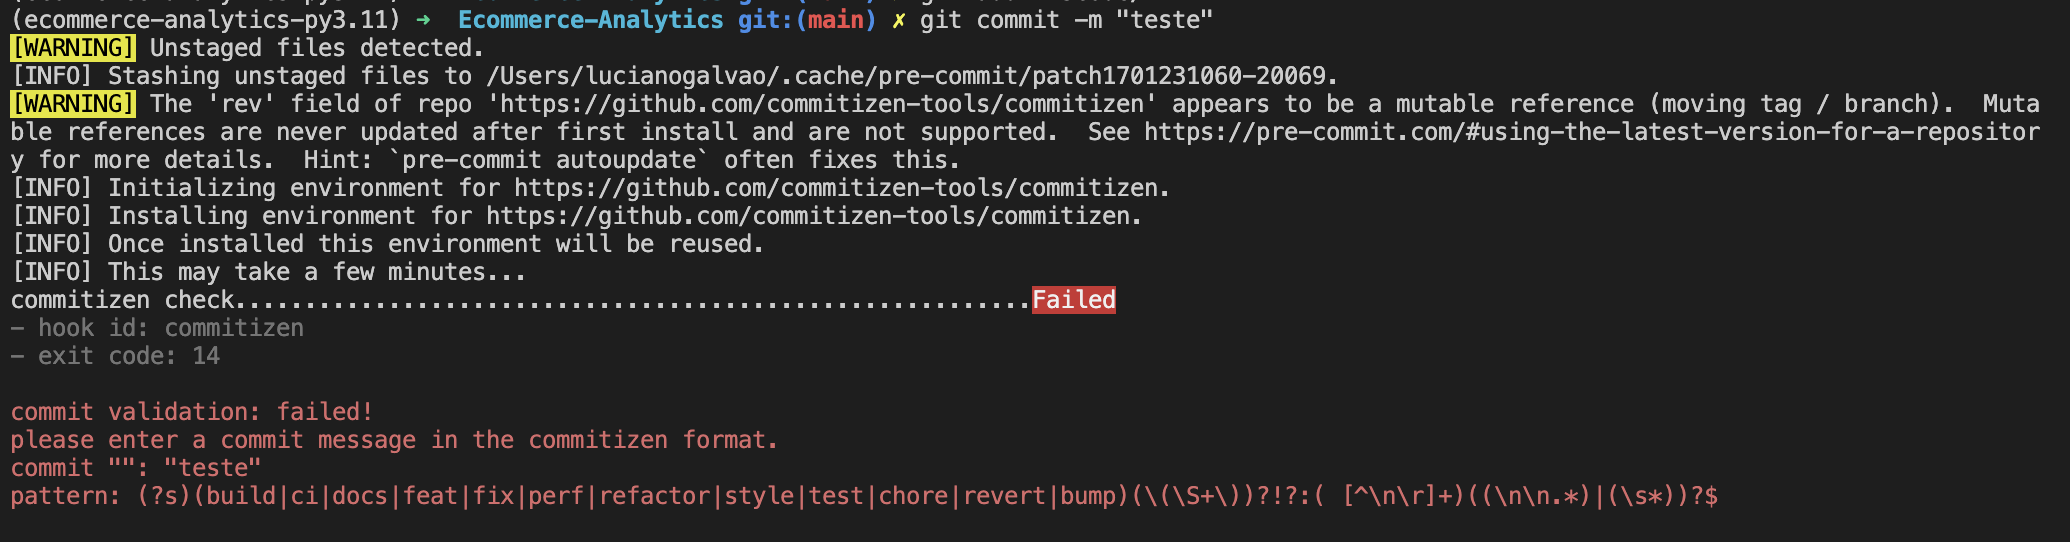 (ecommerce-analytics-py3.11) ➜  Ecommerce-Analytics git:(main) ✗ git commit -m "teste"
[WARNING] Unstaged files detected.
[INFO] Stashing unstaged files to /Users/lucianogalvao/.cache/pre-commit/patch1701231060-20069.
[WARNING] The 'rev' field of repo 'https://github.com/commitizen-tools/commitizen' appears to be a mutable reference (moving tag / branch).  Muta
ble references are never updated after first install and are not supported.  See https://pre-commit.com/#using-the-latest-version-for-a-repositor
y for more details.  Hint: `pre-commit autoupdate` often fixes this.
[INFO] Initializing environment for https://github.com/commitizen-tools/commitizen.
[INFO] Installing environment for https://github.com/commitizen-tools/commitizen.
[INFO] Once installed this environment will be reused.
[INFO] This may take a few minutes...
commitizen check.........................................................Failed
- hook id: commitizen
- exit code: 14
commit validation: failed!
please enter a commit message in the commitizen format.
commit "": "teste"
pattern: (?s)(build|ci|docs|feat|fix|perf|refactor|style|test|chore|revert|bump)(\(\S+\))?!?:( [^\n\r]+)((\n\n.*)|(\s*))?$